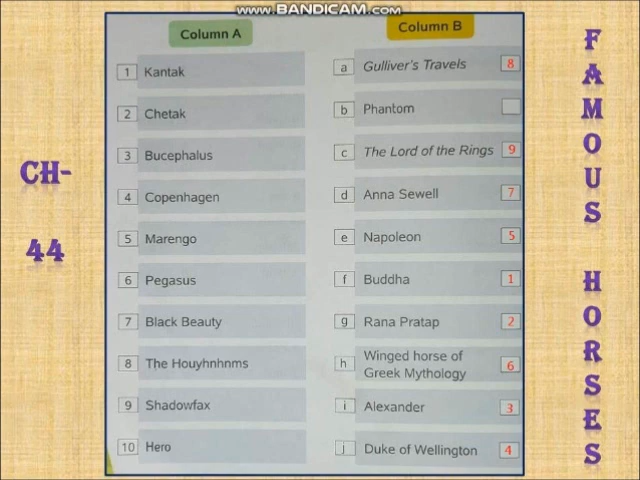 www.BANDICAM.com
Column A
Column B
1 Kantak
a Gulliver's Travels 8
2 Chetak
b Phantom
3 Bucephalus
c The Lord of the Rings 9
4 Copenhagen
d Anna Sewell 7
5 Marengo
e Napoleon 5
6 Pegasus
f Buddha 1
7 Black Beauty
g Rana Pratap 2
8 The Houyhnhnms
h Winged horse of
Greek Mythology 6
9 Shadowfax
i Alexander 3
10 Hero
j Duke of Wellington 4
CH-
44
FAMOUS HORSES